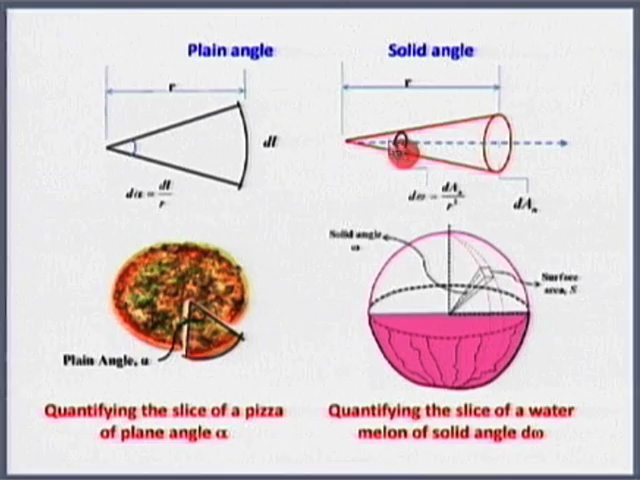 Plain angle
Solid angle
r
r
dl
dα = dl / r
dω = dAₙ / r²
dAₙ
Solid angle
ω
Surface
area, S
Plain Angle, α
Quantifying the slice of a pizza
of plane angle α
Quantifying the slice of a water
melon of solid angle dω